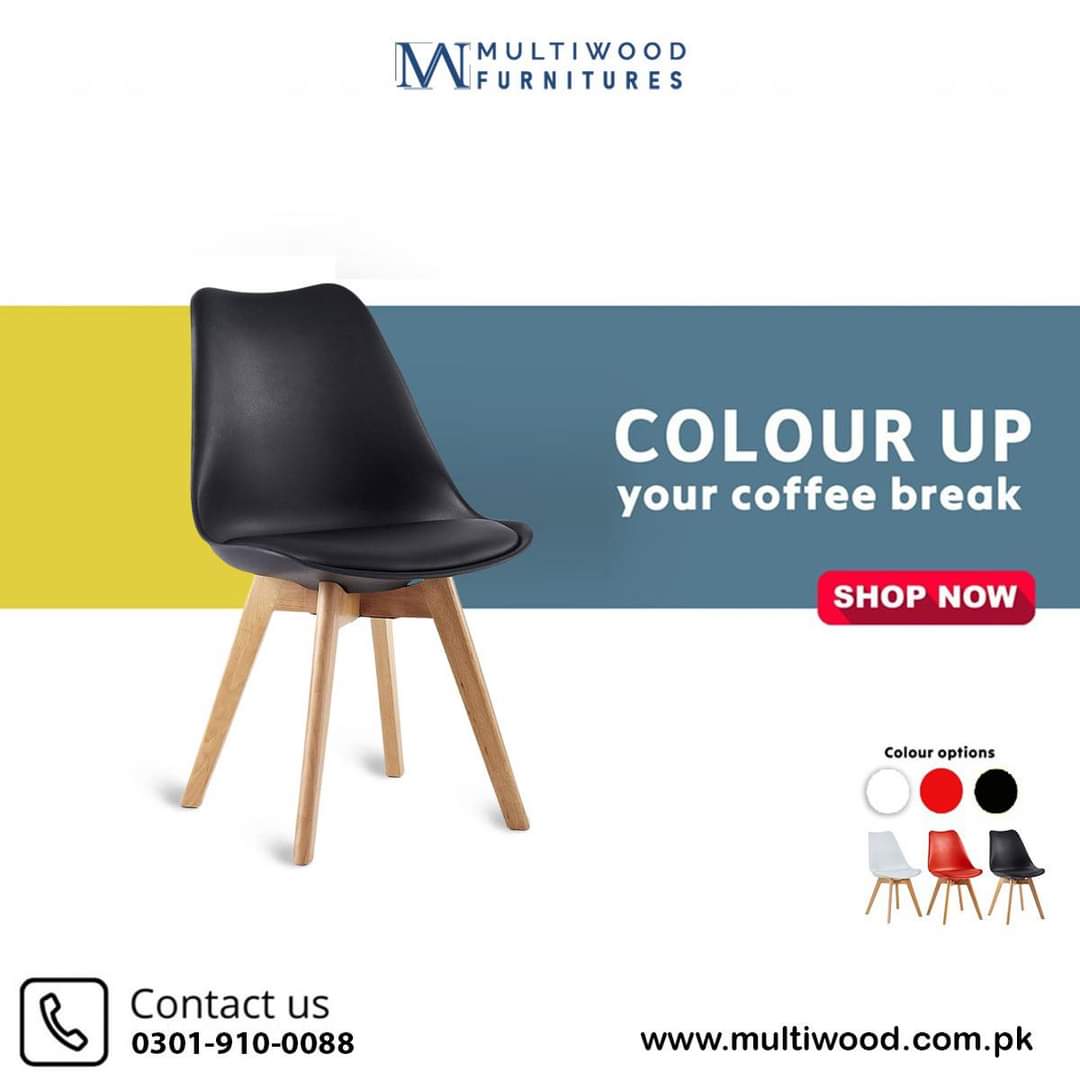 MW MULTIWOOD
FURNITURES
COLOUR UP
your coffee break
SHOP NOW
Colour options
Contact us
0301-910-0088
www.multiwood.com.pk